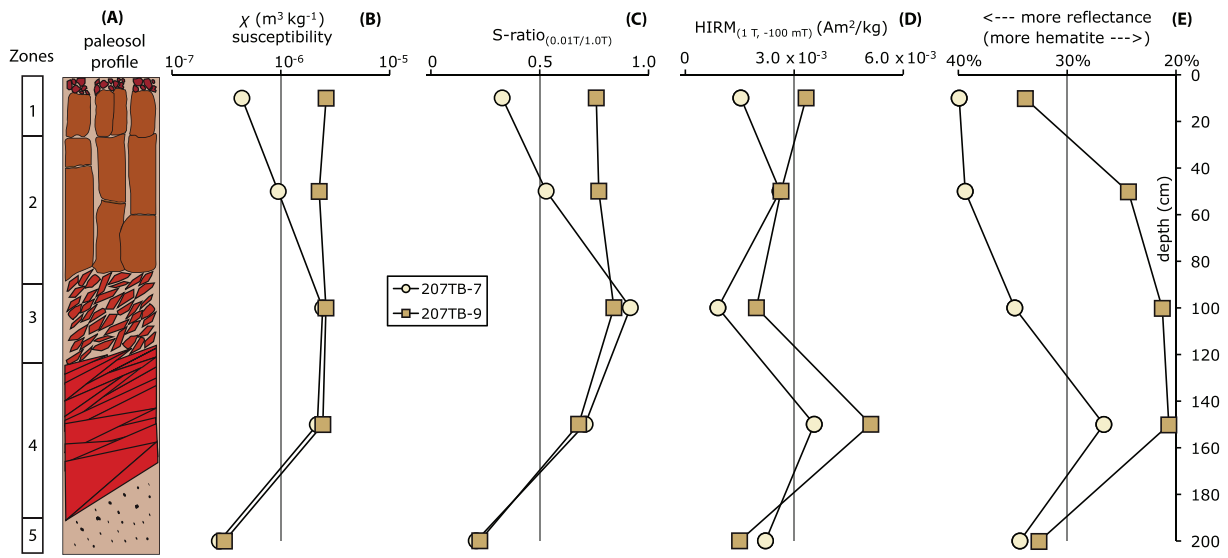 (A)
paleosol
profile
Zones
1
2
3
4
5
χ (m³ kg⁻¹)
susceptibility
(B)
10⁻⁷
10⁻⁶
10⁻⁵
S-ratio(0.01T/1.0T)
(C)
0
0.5
1.0
207TB-7
207TB-9
HIRM(1 T, -100 mT) (Am²/kg)
(D)
0
3.0 x 10⁻³
6.0 x 10⁻³
<--- more reflectance
(E)
(more hematite --->)
40%
30%
20%
0
20
40
60
80
100
120
140
160
180
200
depth (cm)